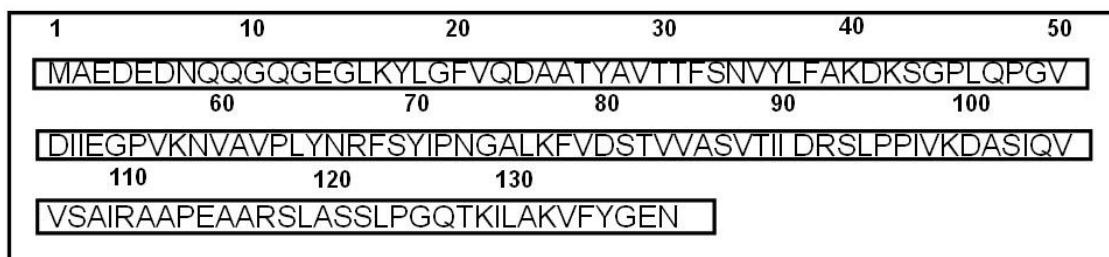 1 10 20 30 40 50
MAEDEDNQQGQGEGLKYLGFVQDAATYAVTTFSNVYLFAKDKSGPLQPGV
60 70 80 90 100
DIIEGPVKNVAVPLYNRFSYIPNGALKFVDSTVVASVTII DRSLPPIVKDASIQV
110 120 130
VSAIRAAPEAARSLASSLPGQTKILAKVFYGEN